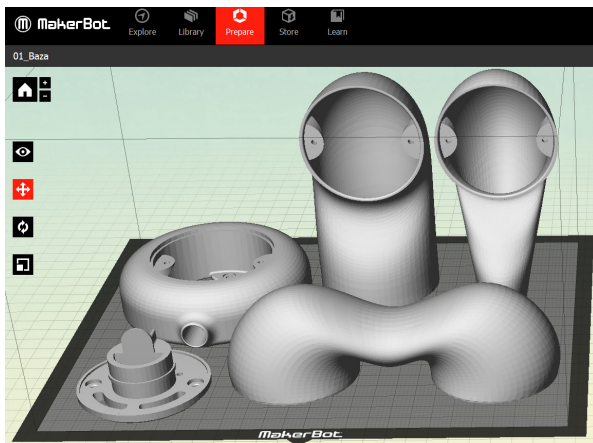 MakerBot
Explore
Library
Prepare
Store
Learn
01_Baza
+
-
MakerBot